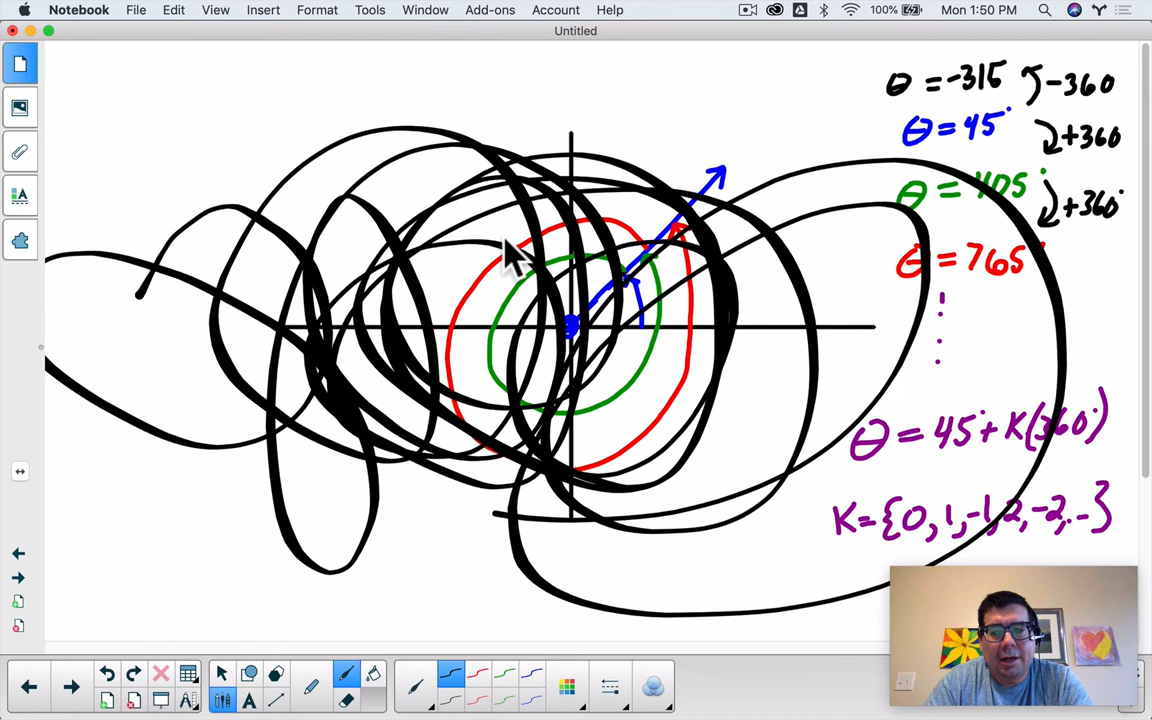 Notebook File Edit View Insert Format Tools Window Add-ons Account Help 100% Mon 1:50 PM
Untitled
θ = -315 -360
θ = 45° +360
θ = 405° +360°
θ = 765°
θ = 45° + K(360°)
K = {0, 1, -1, 2, -2, ...}